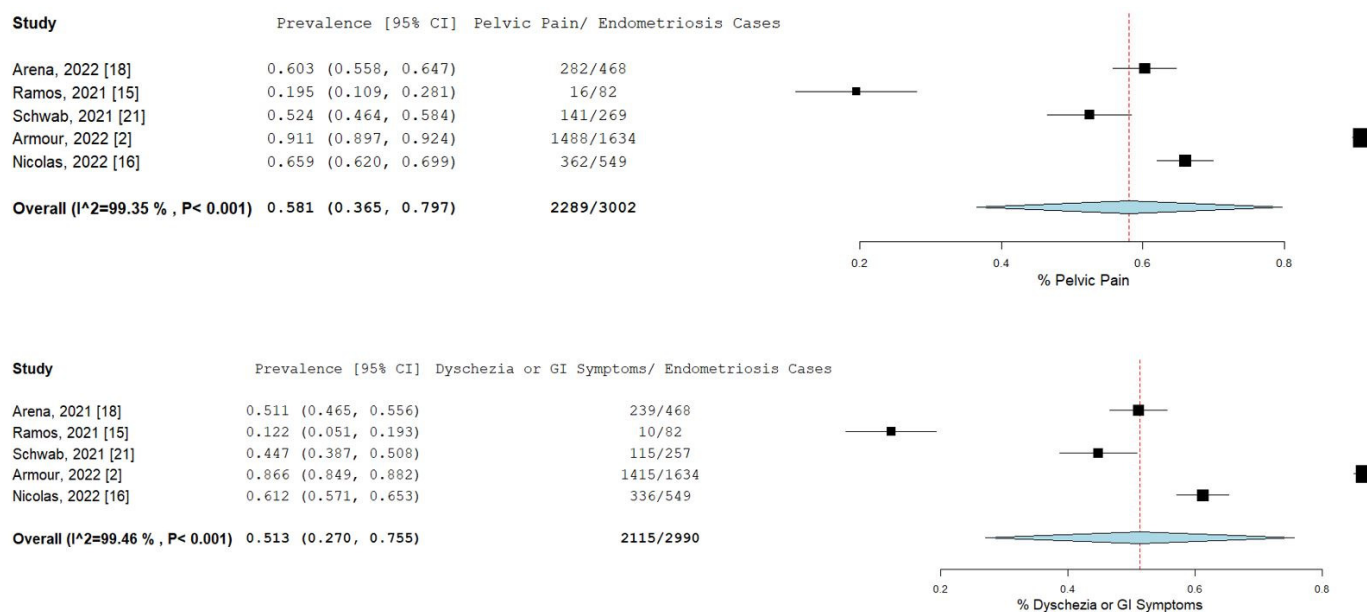 Study Prevalence [95% CI] Pelvic Pain/ Endometriosis Cases
Arena, 2022 [18] 0.603 (0.558, 0.647) 282/468
Ramos, 2021 [15] 0.195 (0.109, 0.281) 16/82
Schwab, 2021 [21] 0.524 (0.464, 0.584) 141/269
Armour, 2022 [2] 0.911 (0.897, 0.924) 1488/1634
Nicolas, 2022 [16] 0.659 (0.620, 0.699) 362/549
Overall (I^2=99.35 % , P< 0.001) 0.581 (0.365, 0.797) 2289/3002
0.2 0.4 0.6 0.8
% Pelvic Pain
Study Prevalence [95% CI] Dyschezia or GI Symptoms/ Endometriosis Cases
Arena, 2021 [18] 0.511 (0.465, 0.556) 239/468
Ramos, 2021 [15] 0.122 (0.051, 0.193) 10/82
Schwab, 2021 [21] 0.447 (0.387, 0.508) 115/257
Armour, 2022 [2] 0.866 (0.849, 0.882) 1415/1634
Nicolas, 2022 [16] 0.612 (0.571, 0.653) 336/549
Overall (I^2=99.46 % , P< 0.001) 0.513 (0.270, 0.755) 2115/2990
0.2 0.4 0.6 0.8
% Dyschezia or GI Symptoms